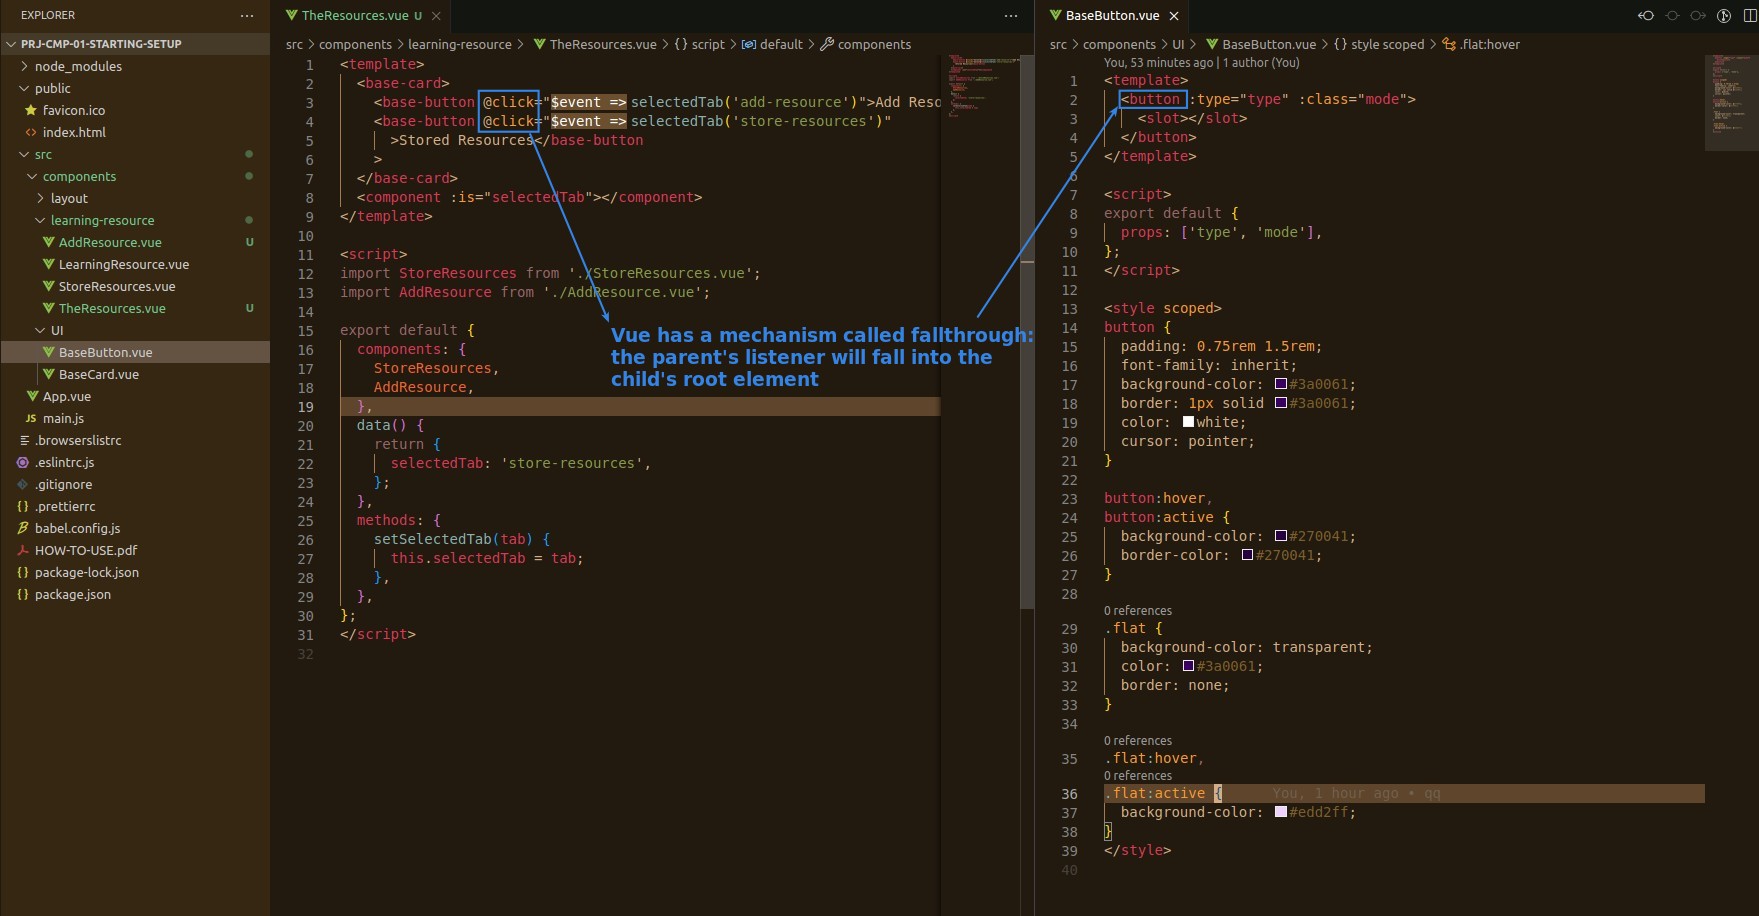 EXPLORER
PRJ-CMP-01-STARTING-SETUP
node_modules
public
favicon.ico
index.html
src
components
layout
learning-resource
AddResource.vue U
LearningResource.vue
StoreResources.vue
TheResources.vue U
UI
BaseButton.vue
BaseCard.vue
App.vue
main.js
.browserslistrc
.eslintrc.js
.gitignore
.prettierrc
babel.config.js
HOW-TO-USE.pdf
package-lock.json
package.json
TheResources.vue U
src > components > learning-resource > TheResources.vue > {} script > default > components
1 <template>
2 <base-card>
3 <base-button @click="$event => selectedTab('add-resource')">Add Reso
4 <base-button @click="$event => selectedTab('store-resources')"
5 >Stored Resources</base-button
6 >
7 </base-card>
8 <component :is="selectedTab"></component>
9 </template>
10
11 <script>
12 import StoreResources from './StoreResources.vue';
13 import AddResource from './AddResource.vue';
14
15 export default {
16 components: {
17 StoreResources,
18 AddResource,
19 },
20 data() {
21 return {
22 selectedTab: 'store-resources',
23 };
24 },
25 methods: {
26 setSelectedTab(tab) {
27 this.selectedTab = tab;
28 },
29 },
30 };
31 </script>
32
Vue has a mechanism called fallthrough:
the parent's listener will fall into the
child's root element
BaseButton.vue
src > components > UI > BaseButton.vue > {} style scoped > .flat:hover
You, 53 minutes ago | 1 author (You)
1 <template>
2 <button :type="type" :class="mode">
3 <slot></slot>
4 </button>
5 </template>
6
7 <script>
8 export default {
9 props: ['type', 'mode'],
10 };
11 </script>
12
13 <style scoped>
14 button {
15 padding: 0.75rem 1.5rem;
16 font-family: inherit;
17 background-color: #3a0061;
18 border: 1px solid #3a0061;
19 color: white;
20 cursor: pointer;
21 }
22
23 button:hover,
24 button:active {
25 background-color: #270041;
26 border-color: #270041;
27 }
28
0 references
29 .flat {
30 background-color: transparent;
31 color: #3a0061;
32 border: none;
33 }
34
0 references
35 .flat:hover,
0 references
36 .flat:active { You, 1 hour ago • qq
37 background-color: #edd2ff;
38 }
39 </style>
40